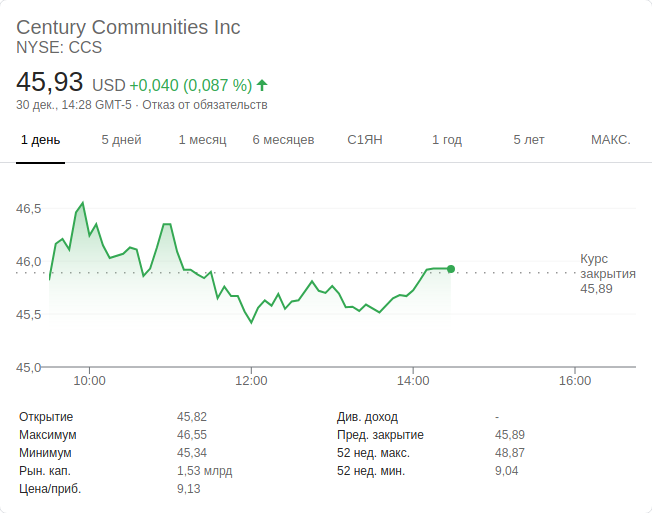 Century Communities Inc
NYSE: CCS
45,93 USD +0,040 (0,087 %)
30 дек., 14:28 GMT-5 · Отказ от обязательств
1 день 5 дней 1 месяц 6 месяцев С1ЯН 1 год 5 лет МАКС.
46,5
46,0
45,5
45,0
Курс
закрытия
45,89
10:00 12:00 14:00 16:00
Открытие 45,82 Див. доход -
Максимум 46,55 Пред. закрытие 45,89
Минимум 45,34 52 нед. макс. 48,87
Рын. кап. 1,53 млрд 52 нед. мин. 9,04
Цена/приб. 9,13